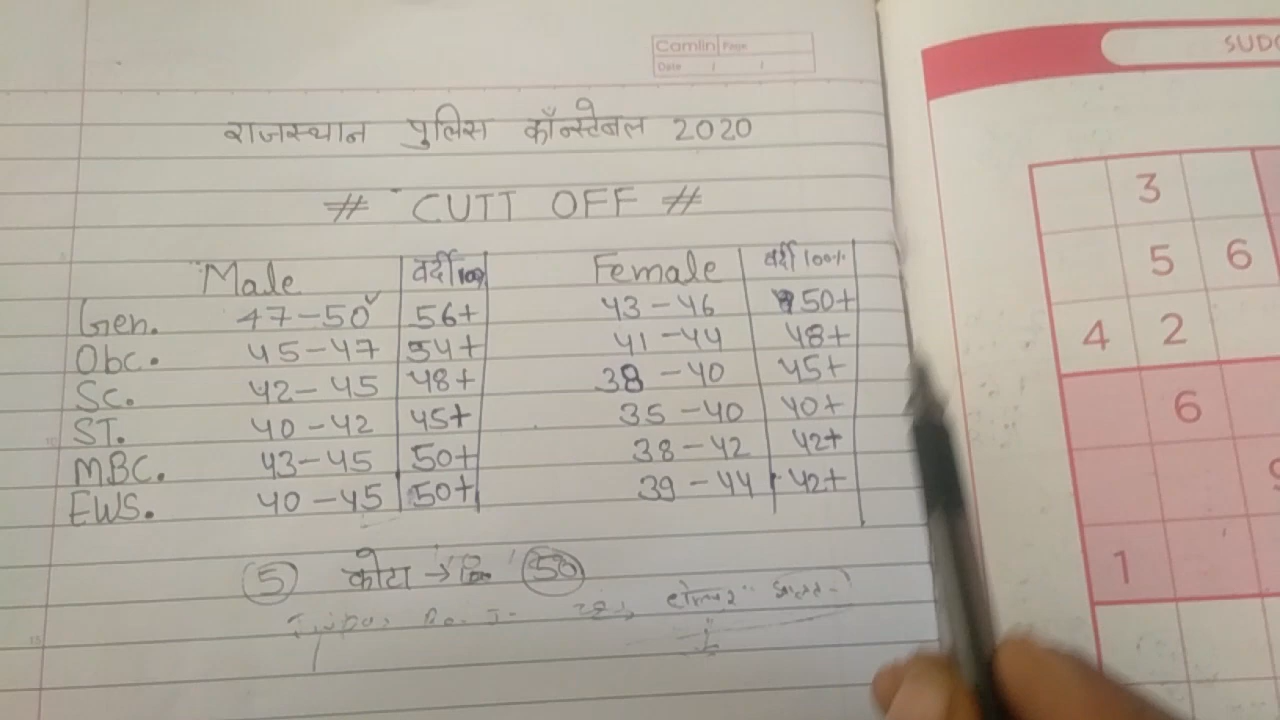 Camlin Page
Date / /
राजस्थान पुलिस कॉन्स्टेबल 2020
# CUTT OFF #
Male वर्दी 100% Female वर्दी 100%
Gen. 47-50 56+ 43-46 50+
Obc. 45-47 54+ 41-44 48+
Sc. 42-45 48+ 38-40 45+
ST. 40-42 45+ 35-40 40+
MBC. 43-45 50+ 38-42 42+
EWS. 40-45 50+ 39-44 42+
5 कोटा → 50
SUDO
3
5 6
4 2
6
9
1